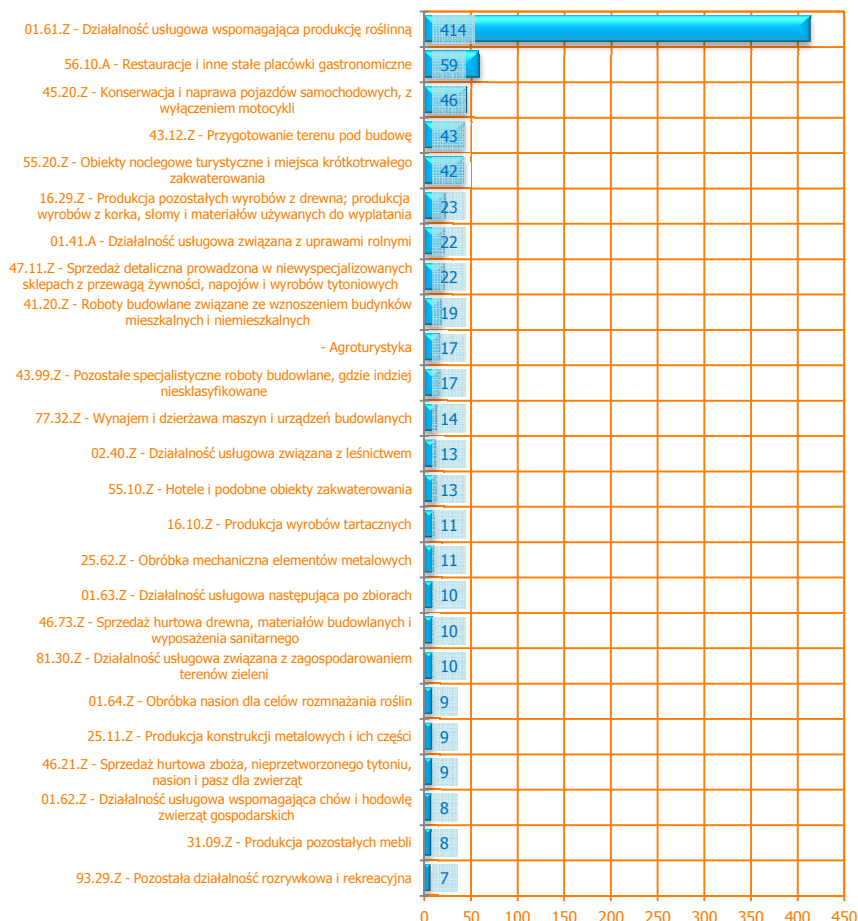 01.61.Z - Działalność usługowa wspomagająca produkcję roślinną 414
56.10.A - Restauracje i inne stałe placówki gastronomiczne 59
45.20.Z - Konserwacja i naprawa pojazdów samochodowych, z
wyłączeniem motocykli 46
43.12.Z - Przygotowanie terenu pod budowę 43
55.20.Z - Obiekty noclegowe turystyczne i miejsca krótkotrwałego
zakwaterowania 42
16.29.Z - Produkcja pozostałych wyrobów z drewna; produkcja
wyrobów z korka, słomy i materiałów używanych do wyplatania 23
01.41.A - Działalność usługowa związana z uprawami rolnymi 22
47.11.Z - Sprzedaż detaliczna prowadzona w niewyspecjalizowanych
sklepach z przewagą żywności, napojów i wyrobów tytoniowych 22
41.20.Z - Roboty budowlane związane ze wznoszeniem budynków
mieszkalnych i niemieszkalnych 19
- Agroturystyka 17
43.99.Z - Pozostałe specjalistyczne roboty budowlane, gdzie indziej
niesklasyfikowane 17
77.32.Z - Wynajem i dzierżawa maszyn i urządzeń budowlanych 14
02.40.Z - Działalność usługowa związana z leśnictwem 13
55.10.Z - Hotele i podobne obiekty zakwaterowania 13
16.10.Z - Produkcja wyrobów tartacznych 11
25.62.Z - Obróbka mechaniczna elementów metalowych 11
01.63.Z - Działalność usługowa następująca po zbiorach 10
46.73.Z - Sprzedaż hurtowa drewna, materiałów budowlanych i
wyposażenia sanitarnego 10
81.30.Z - Działalność usługowa związana z zagospodarowaniem
terenów zieleni 10
01.64.Z - Obróbka nasion dla celów rozmnażania roślin 9
25.11.Z - Produkcja konstrukcji metalowych i ich części 9
46.21.Z - Sprzedaż hurtowa zboża, nieprzetworzonego tytoniu,
nasion i pasz dla zwierząt 9
01.62.Z - Działalność usługowa wspomagająca chów i hodowlę
zwierząt gospodarskich 8
31.09.Z - Produkcja pozostałych mebli 8
93.29.Z - Pozostała działalność rozrywkowa i rekreacyjna 7
0 50 100 150 200 250 300 350 400 450